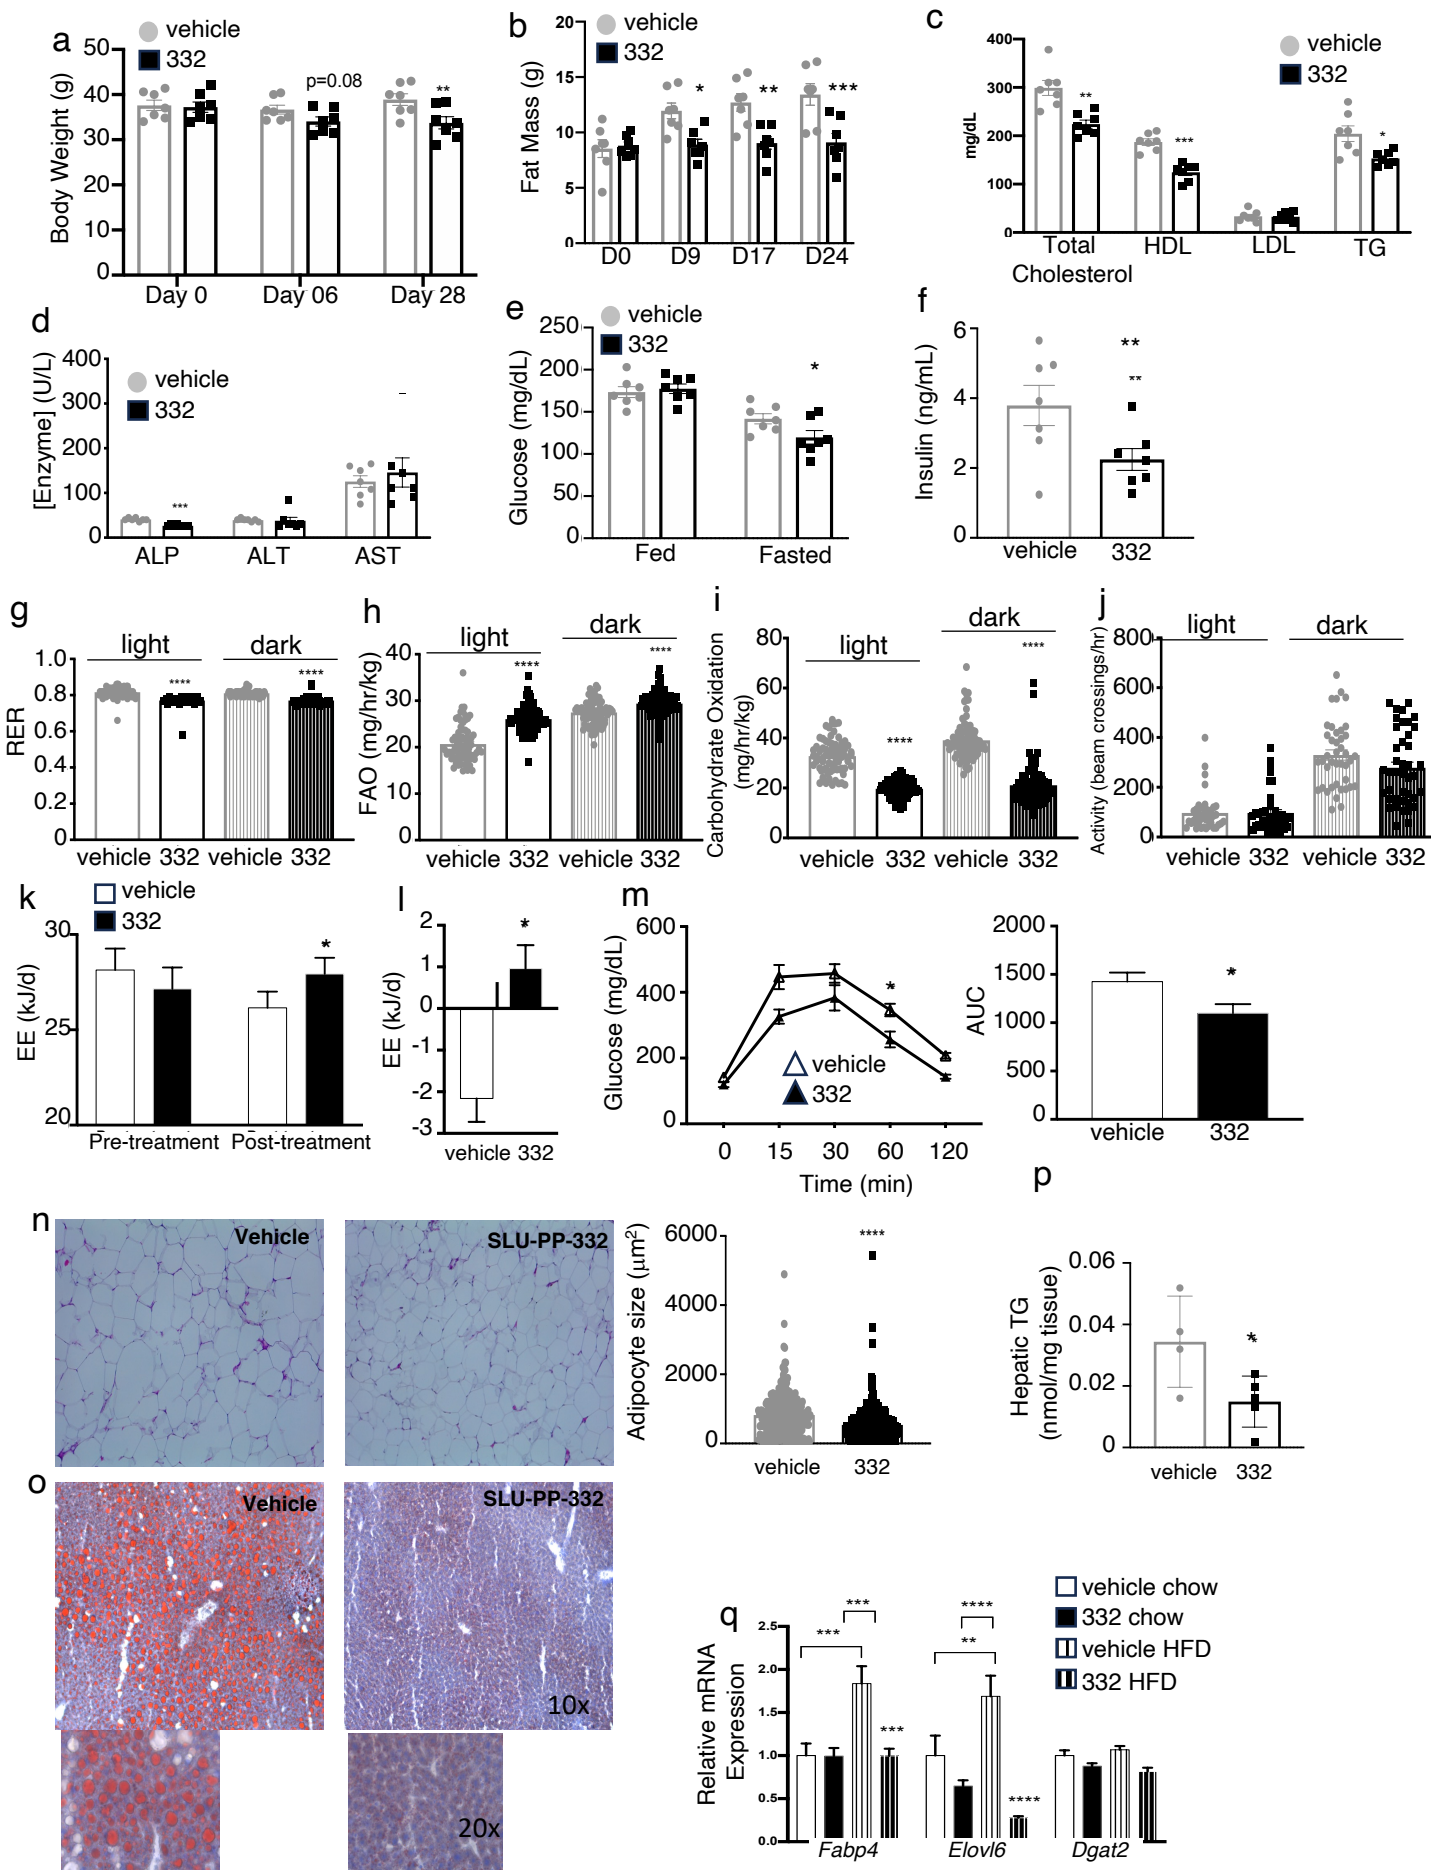 a
vehicle
332
Body Weight (g)
50
40
30
20
10
0
p=0.08
**
Day 0
Day 06
Day 28
b
vehicle
332
Fat Mass (g)
20
15
10
5
0
*
**
***
D0
D9
D17
D24
c
vehicle
332
mg/dL
400
300
200
100
0
**
***
*
Total
Cholesterol
HDL
LDL
TG
d
vehicle
332
[Enzyme] (U/L)
400
300
200
100
0
***
ALP
ALT
AST
e
vehicle
332
Glucose (mg/dL)
250
200
150
100
50
0
*
Fed
Fasted
f
Insulin (ng/mL)
6
4
2
0
**
**
vehicle
332
g
light
dark
RER
1.0
0.8
0.6
0.4
0.2
0
****
****
vehicle 332 vehicle 332
h
light
dark
FAO (mg/hr/kg)
40
30
20
10
0
****
****
vehicle 332 vehicle 332
i
light
dark
Carbohydrate Oxidation
(mg/hr/kg)
80
60
40
20
0
****
****
vehicle 332 vehicle 332
j
light
dark
Activity (beam crossings/hr)
800
600
400
200
0
vehicle 332 vehicle 332
k
vehicle
332
EE (kJ/d)
30
25
20
*
Pre-treatment Post-treatment
l
EE (kJ/d)
2
1
0
-1
-2
-3
*
vehicle 332
m
Glucose (mg/dL)
600
400
200
0
*
vehicle
332
0 15 30 60 120
Time (min)
AUC
2000
1500
1000
500
0
*
vehicle
332
n
Vehicle
SLU-PP-332
Adipocyte size (μm²)
6000
4000
2000
0
****
vehicle
332
o
Vehicle
SLU-PP-332
10x
20x
p
Hepatic TG
(nmol/mg tissue)
0.06
0.04
0.02
0
*
vehicle 332
q
vehicle chow
332 chow
vehicle HFD
332 HFD
Relative mRNA
Expression
2.5
2.0
1.5
1.0
0.5
0.0
***
***
***
****
**
****
Fabp4
Elovl6
Dgat2